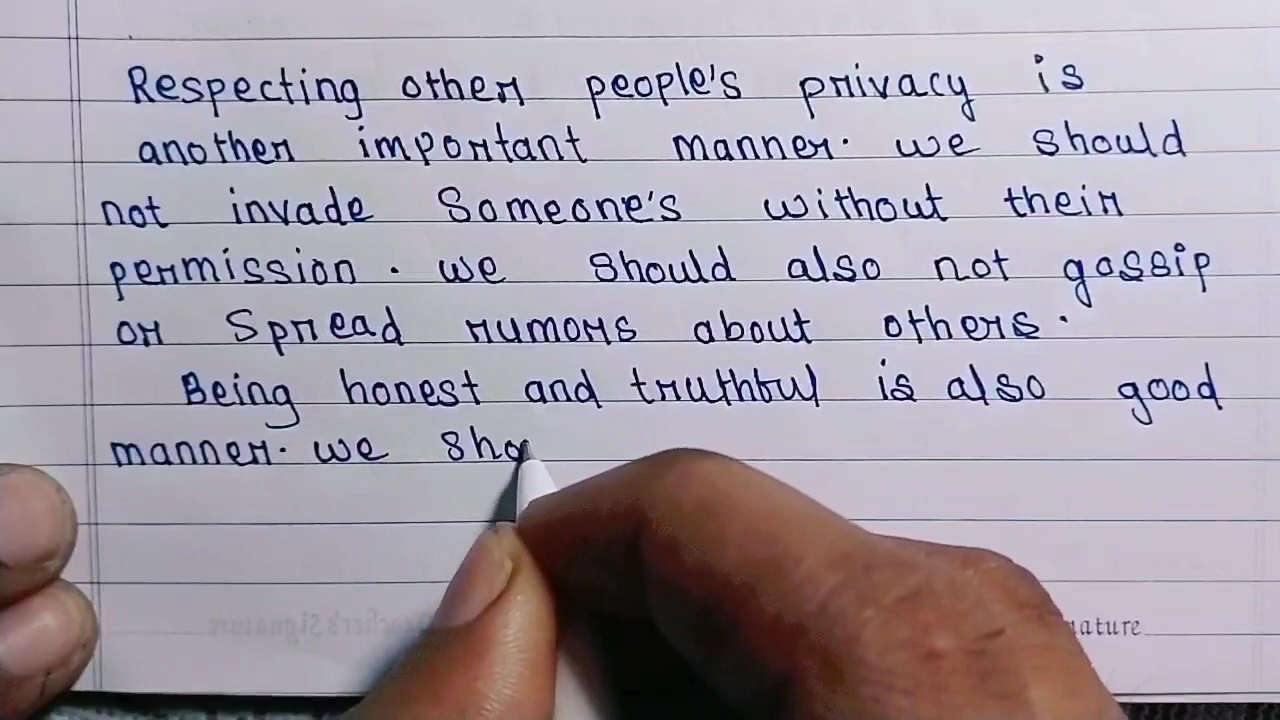 Respecting other people's privacy is
another important manner. we should
not invade Someone's without their
permission. we should also not gossip
or Spread rumors about others.
Being honest and truthful is also good
manner. we sho